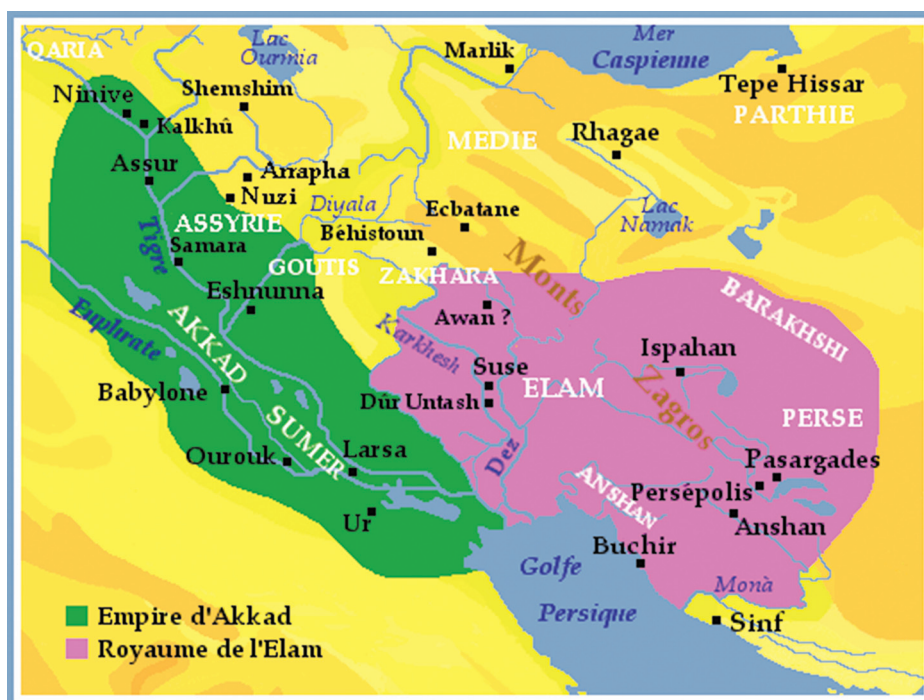 QARIA
Lac
Ourmia
Mer
Caspienne
Marlik
Tepe Hissar
PARTHIE
Ninive
Kalkhû
Shemshim
MEDIE
Rhagae
Assur
Arrapha
Nuzi
Diyala
Ecbatane
Lac
Namak
ASSYRIE
Tigre
Samara
Béhistoun
GOUTIS
ZAKHARA
Monts
BARAKHSHI
Eshnunna
Awan ?
Euphrate
AKKAD
Karkhesh
Ispahan
Suse
ELAM
Zagros
Babylone
Dûr Untash
PERSE
SUMER
Ourouk
Larsa
Dez
Pasargades
ANSHAN
Persépolis
Ur
Anshan
Buchir
Golfe
Persique
Monà
Sinf
Empire d'Akkad
Royaume de l'Elam